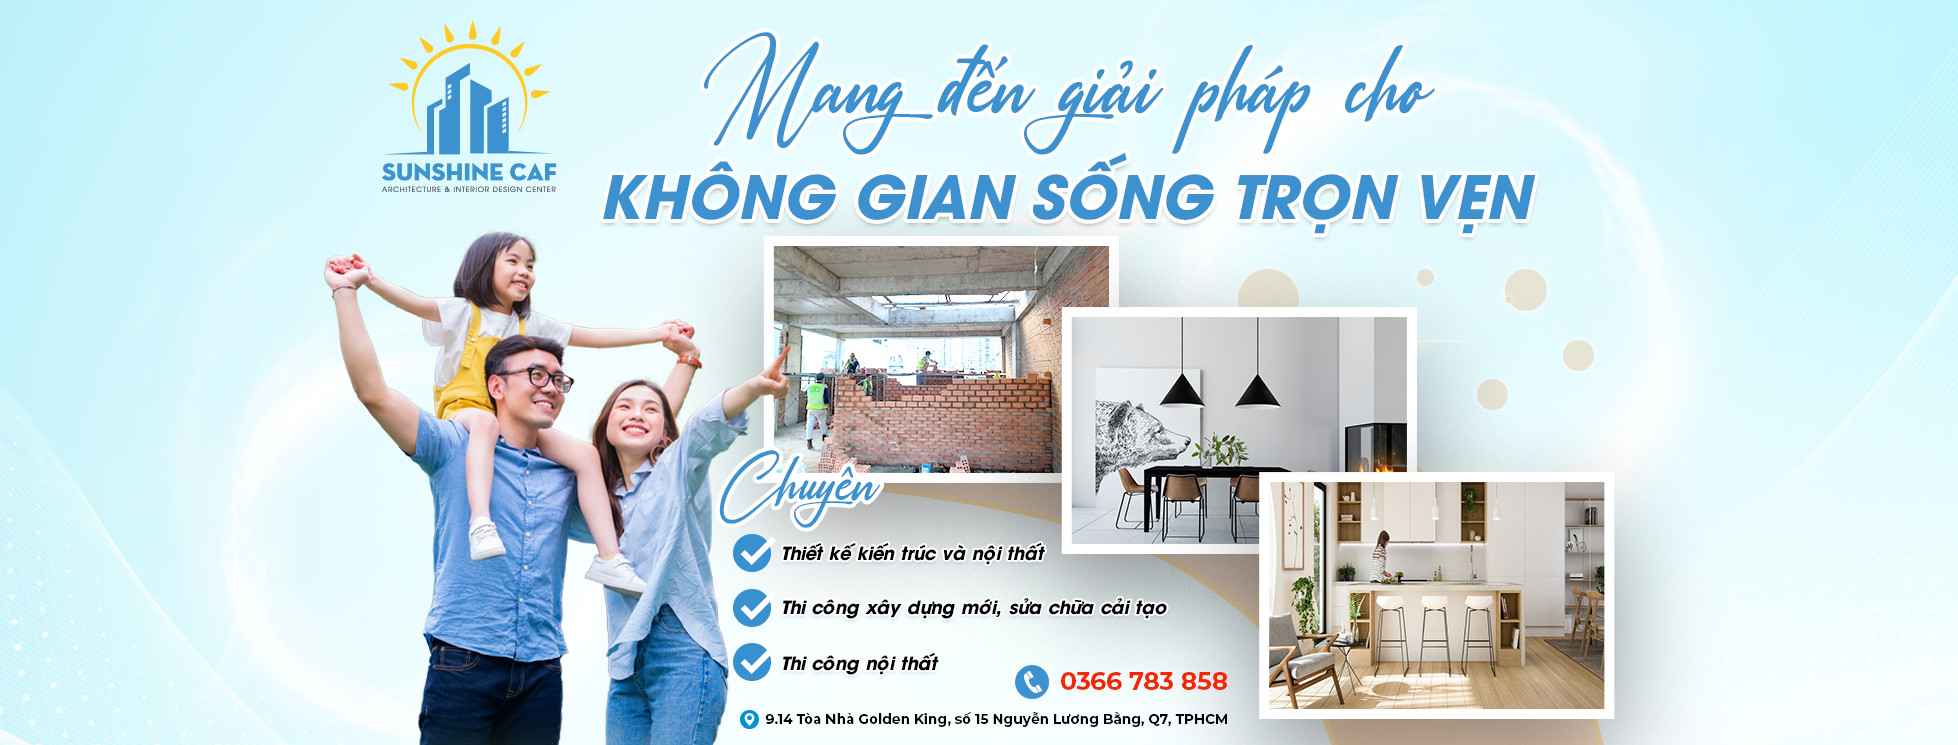 SUNSHINE CAF
ARCHITECTURE & INTERIOR DESIGN CENTER
Mang đến giải pháp cho
KHÔNG GIAN SỐNG TRỌN VẸN
Chuyên
Thiết kế kiến trúc và nội thất
Thi công xây dựng mới, sửa chữa cải tạo
Thi công nội thất
0366 783 858
9.14 Tòa Nhà Golden King, số 15 Nguyễn Lương Bằng, Q7, TPHCM